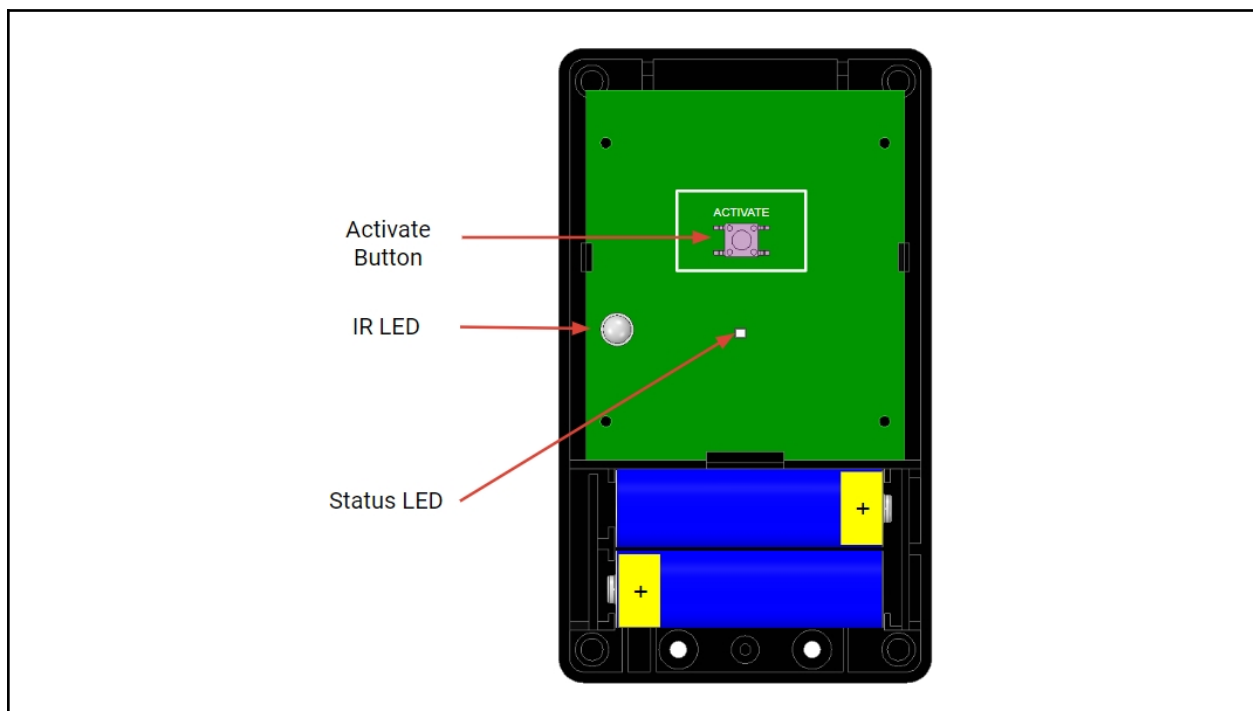 ACTIVATE
Activate
Button
IR LED
Status LED
+
+